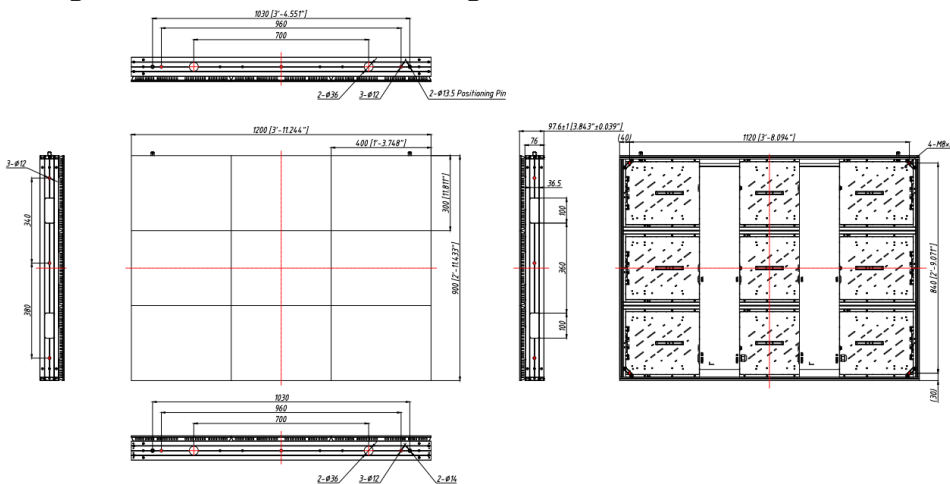 1030 [3'-4.551"]
960
700
2-Ø36
3-Ø12
2-Ø13.5 Positioning Pin
1200 [3'-11.244"]
400 [1'-3.748"]
300 [11.811"]
900 [2'-11.433"]
3-Ø12
340
380
97.6±1 [3.843"±0.039"]
76
36.5
100
360
100
(40)
1120 [3'-8.094"]
4-M8x
840 [2'-9.071"]
(30)
1030
960
700
2-Ø36
3-Ø12
2-Ø14